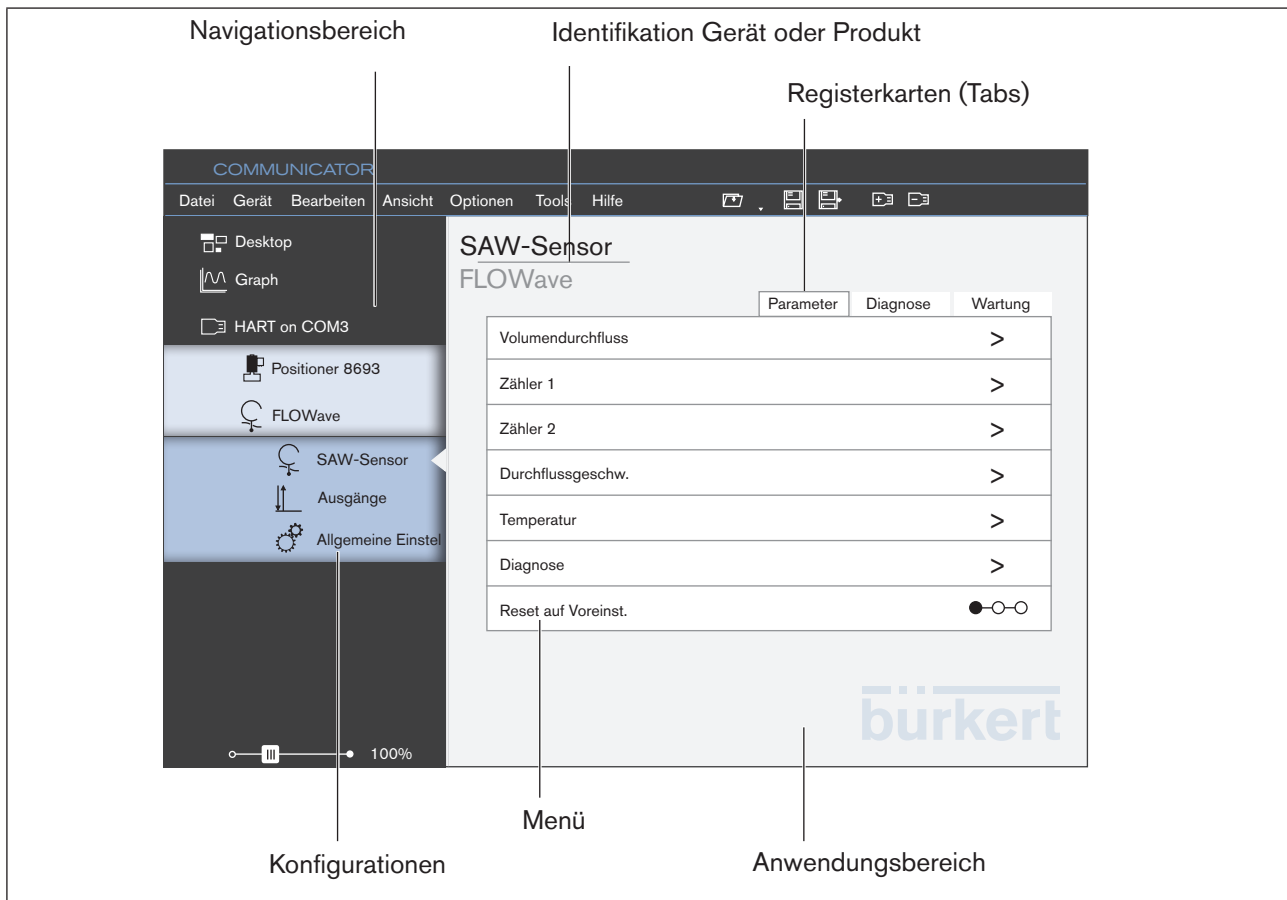 Navigationsbereich
Identifikation Gerät oder Produkt
Registerkarten (Tabs)
COMMUNICATOR
Datei Gerät Bearbeiten Ansicht Optionen Tools Hilfe
Desktop
Graph
HART on COM3
Positioner 8693
FLOWave
SAW-Sensor
Ausgänge
Allgemeine Einstel
100%
SAW-Sensor
FLOWave
Parameter Diagnose Wartung
Volumendurchfluss >
Zähler 1 >
Zähler 2 >
Durchflussgeschw. >
Temperatur >
Diagnose >
Reset auf Voreinst.
bürkert
Menü
Konfigurationen
Anwendungsbereich